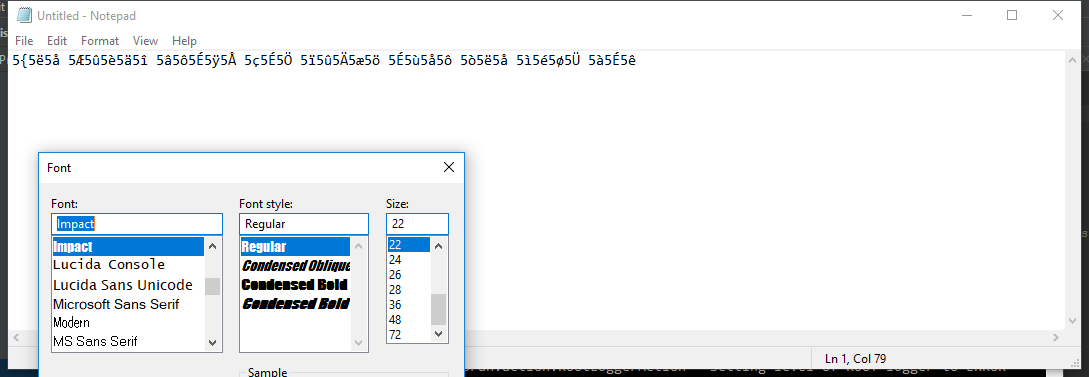 Untitled - Notepad
File Edit Format View Help
5{5ë5å 5Æ5û5è5ä5î 5â5ô5É5ÿ5Å 5ç5É5Ö 5ï5û5Ä5æ5ö 5É5ù5å5ô 5ò5ë5å 5ì5é5ø5Ü 5à5É5ê
Font
Font: Font style: Size:
Impact Regular 22
Impact Regular 22
Lucida Console Condensed Oblique 24
Lucida Sans Unicode Condensed Bold 26
Microsoft Sans Serif Condensed Bold 28
Modern 36
MS Sans Serif 48
72
Sample
Ln 1, Col 79